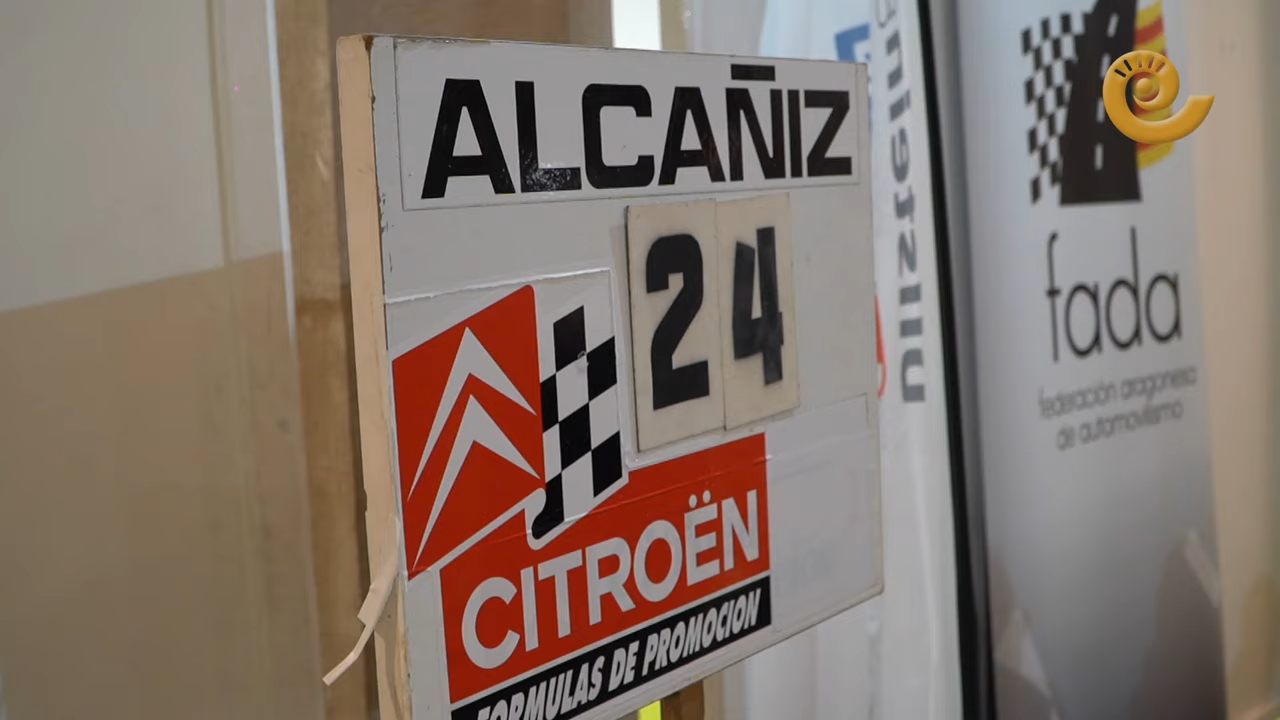 ALCAÑIZ
24
CITROËN
FORMULAS DE PROMOCION
fada
federación aragonesa
de automovilismo